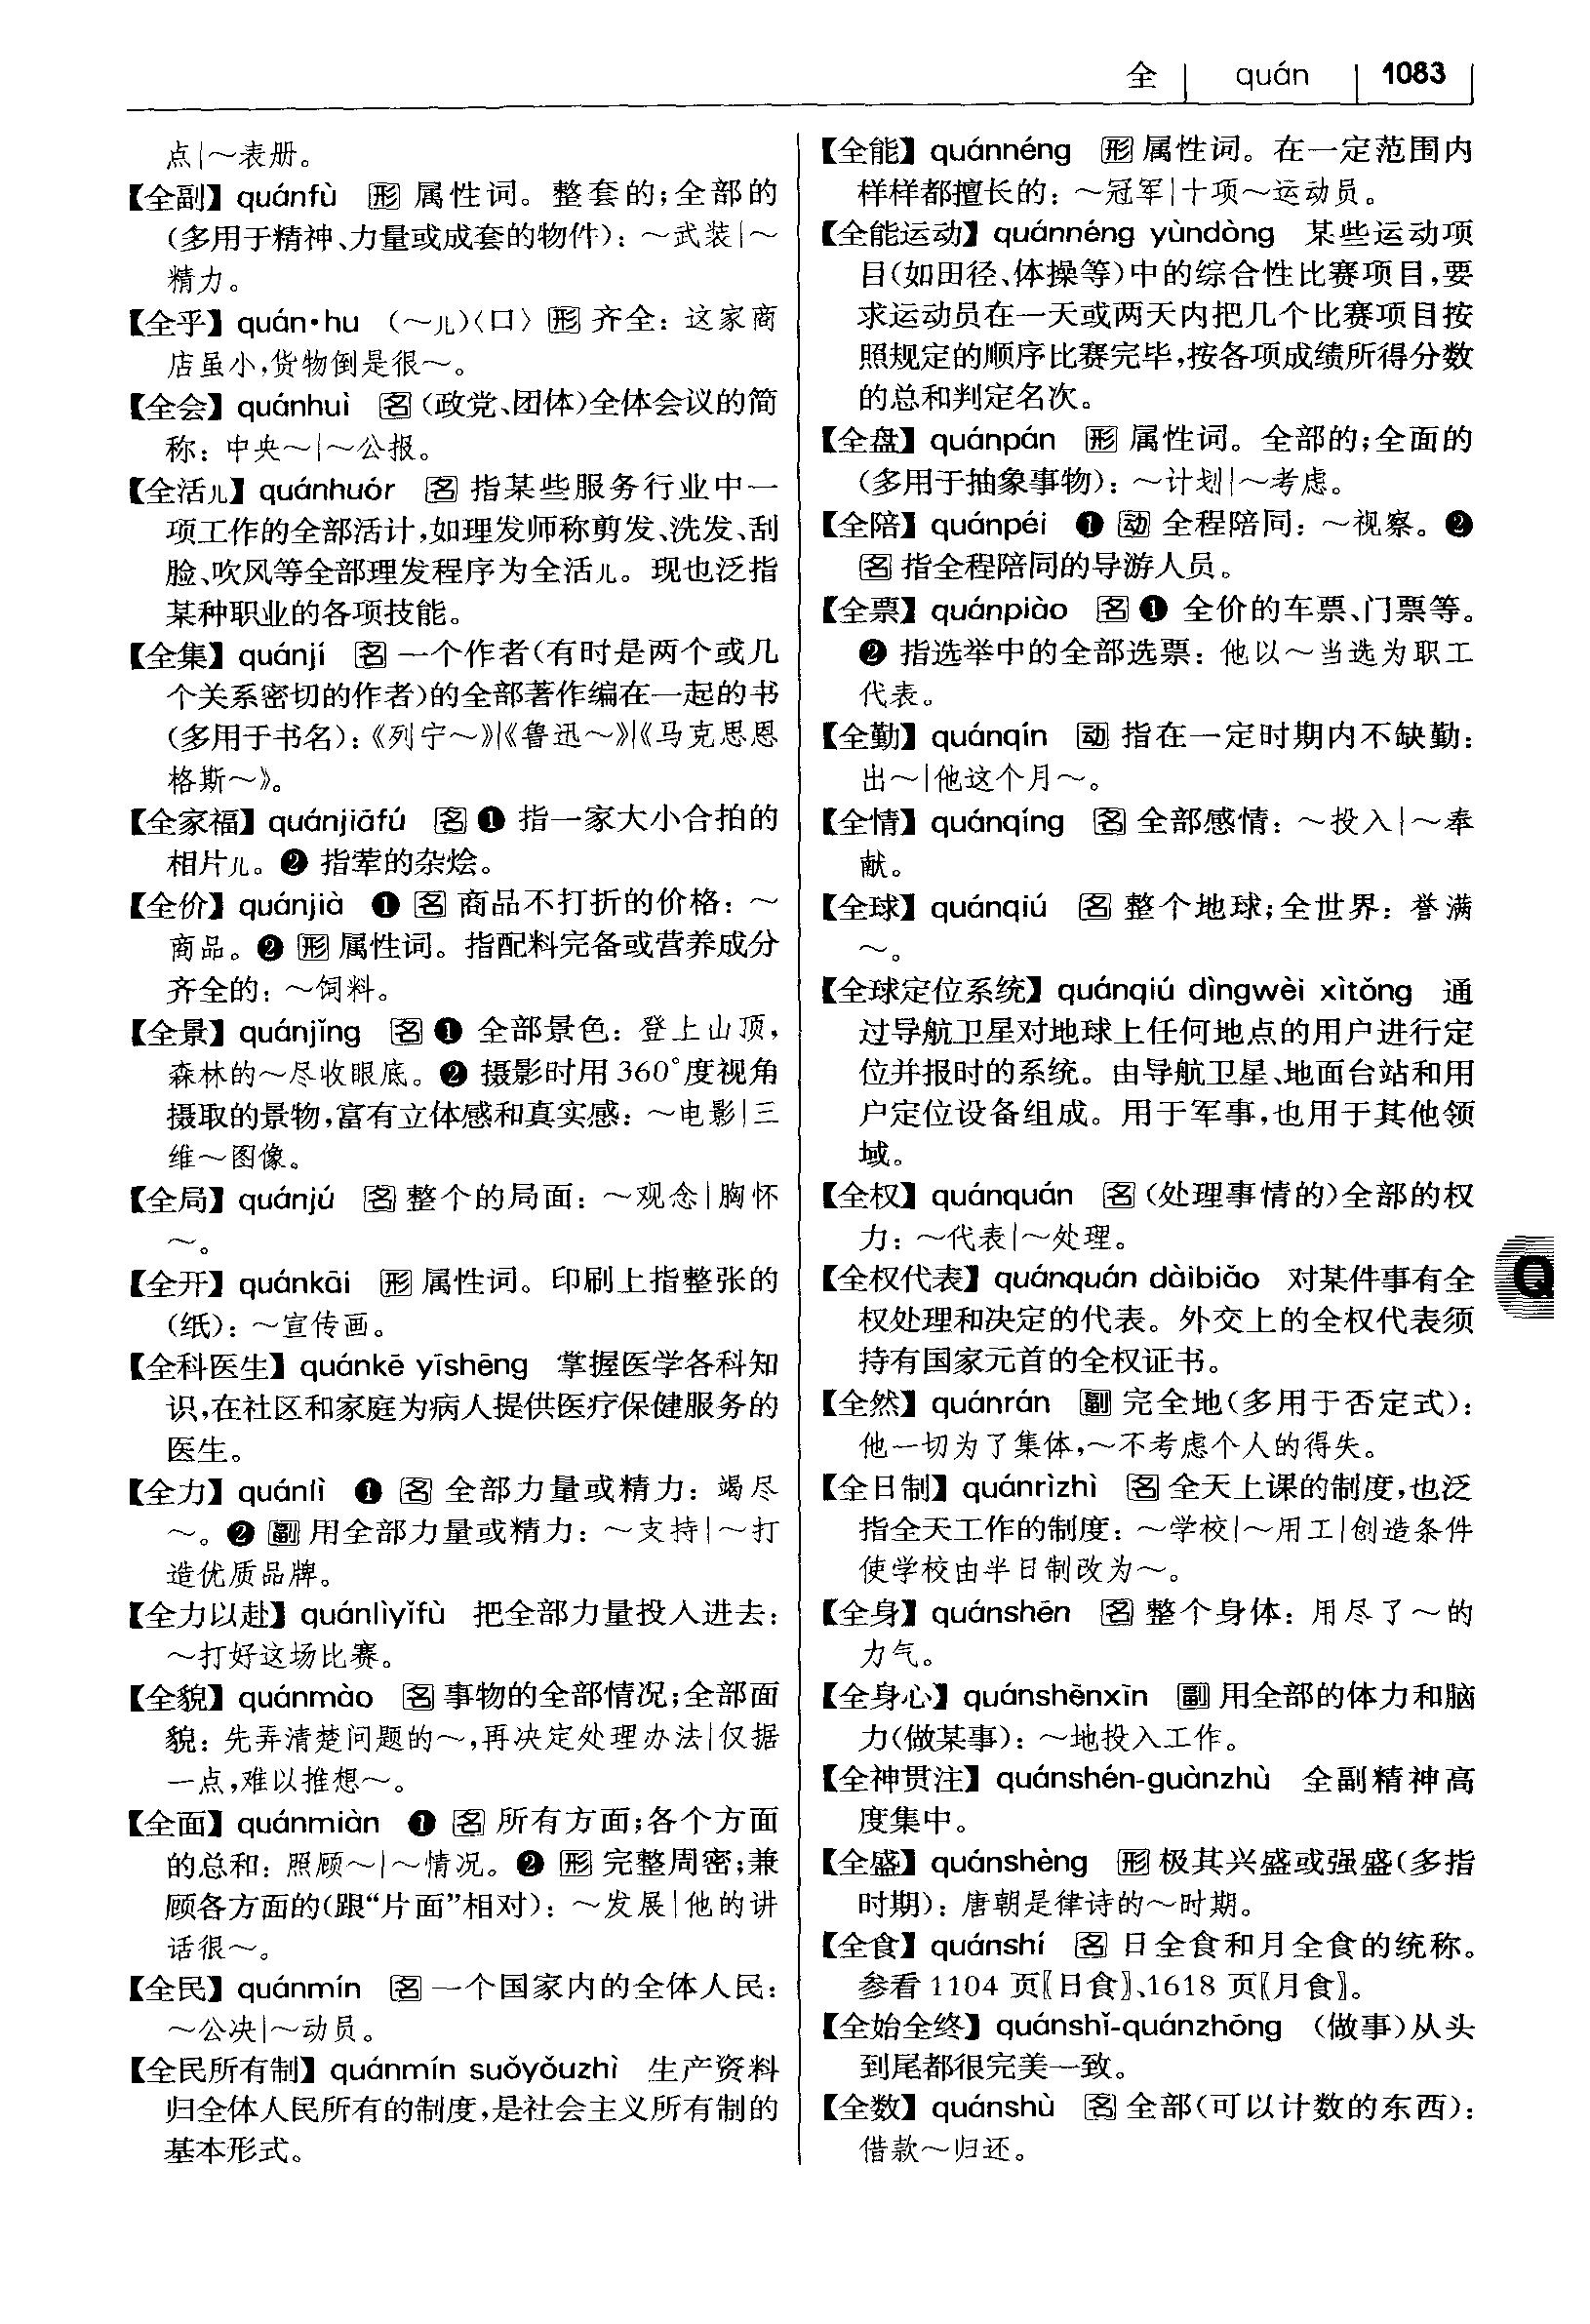 全 quán 1083
点|～表册。
【全副】quánfù 形 属性词。整套的;全部的
(多用于精神、力量或成套的物件)：～武装|～
精力。
【全乎】quán·hu (～儿)〈口〉形 齐全：这家商
店虽小,货物倒是很～。
【全会】quánhuì 名 (政党、团体)全体会议的简
称：中央～|～公报。
【全活儿】quánhuór 名 指某些服务行业中一
项工作的全部活计,如理发师称剪发、洗发、刮
脸、吹风等全部理发程序为全活儿。现也泛指
某种职业的各项技能。
【全集】quánjí 名 一个作者(有时是两个或几
个关系密切的作者)的全部著作编在一起的书
(多用于书名)：《列宁～》|《鲁迅～》|《马克思恩
格斯～》。
【全家福】quánjiāfú 名 ❶ 指一家大小合拍的
相片儿。❷ 指荤的杂烩。
【全价】quánjià ❶ 名 商品不打折的价格：～
商品。❷ 形 属性词。指配料完备或营养成分
齐全的：～饲料。
【全景】quánjǐng 名 ❶ 全部景色：登上山顶,
森林的～尽收眼底。❷ 摄影时用360°度视角
摄取的景物,富有立体感和真实感：～电影|三
维～图像。
【全局】quánjú 名 整个的局面：～观念|胸怀
～。
【全开】quánkāi 形 属性词。印刷上指整张的
(纸)：～宣传画。
【全科医生】quánkē yīshēng 掌握医学各科知
识,在社区和家庭为病人提供医疗保健服务的
医生。
【全力】quánlì ❶ 名 全部力量或精力：竭尽
～。❷ 副 用全部力量或精力：～支持|～打
造优质品牌。
【全力以赴】quánlìyǐfù 把全部力量投入进去：
～打好这场比赛。
【全貌】quánmào 名 事物的全部情况;全部面
貌：先弄清楚问题的～,再决定处理办法|仅据
一点,难以推想～。
【全面】quánmiàn ❶ 名 所有方面;各个方面
的总和：照顾～|～情况。❷ 形 完整周密;兼
顾各方面的(跟“片面”相对)：～发展|他的讲
话很～。
【全民】quánmín 名 一个国家内的全体人民：
～公决|～动员。
【全民所有制】quánmín suǒyǒuzhì 生产资料
归全体人民所有的制度,是社会主义所有制的
基本形式。
【全能】quánnéng 形 属性词。在一定范围内
样样都擅长的：～冠军|十项～运动员。
【全能运动】quánnéng yùndòng 某些运动项
目(如田径、体操等)中的综合性比赛项目,要
求运动员在一天或两天内把几个比赛项目按
照规定的顺序比赛完毕,按各项成绩所得分数
的总和判定名次。
【全盘】quánpán 形 属性词。全部的;全面的
(多用于抽象事物)：～计划|～考虑。
【全陪】quánpéi ❶ 动 全程陪同：～视察。❷
名 指全程陪同的导游人员。
【全票】quánpiào 名 ❶ 全价的车票、门票等。
❷ 指选举中的全部选票：他以～当选为职工
代表。
【全勤】quánqín 动 指在一定时期内不缺勤：
出～|他这个月～。
【全情】quánqíng 名 全部感情：～投入|～奉
献。
【全球】quánqiú 名 整个地球;全世界：誉满
～。
【全球定位系统】quánqiú dìngwèi xìtǒng 通
过导航卫星对地球上任何地点的用户进行定
位并报时的系统。由导航卫星、地面台站和用
户定位设备组成。用于军事,也用于其他领
域。
【全权】quánquán 名 (处理事情的)全部的权
力：～代表|～处理。
【全权代表】quánquán dàibiǎo 对某件事有全
权处理和决定的代表。外交上的全权代表须
持有国家元首的全权证书。
【全然】quánrán 副 完全地(多用于否定式)：
他一切为了集体,～不考虑个人的得失。
【全日制】quánrìzhì 名 全天上课的制度,也泛
指全天工作的制度：～学校|～用工|创造条件
使学校由半日制改为～。
【全身】quánshēn 名 整个身体：用尽了～的
力气。
【全身心】quánshēnxīn 副 用全部的体力和脑
力(做某事)：～地投入工作。
【全神贯注】quánshén-guànzhù 全副精神高
度集中。
【全盛】quánshèng 形 极其兴盛或强盛(多指
时期)：唐朝是律诗的～时期。
【全食】quánshí 名 日全食和月全食的统称。
参看1104页〖日食〗、1618页〖月食〗。
【全始全终】quánshǐ-quánzhōng (做事)从头
到尾都很完美一致。
【全数】quánshù 名 全部(可以计数的东西)：
借款～归还。
Q